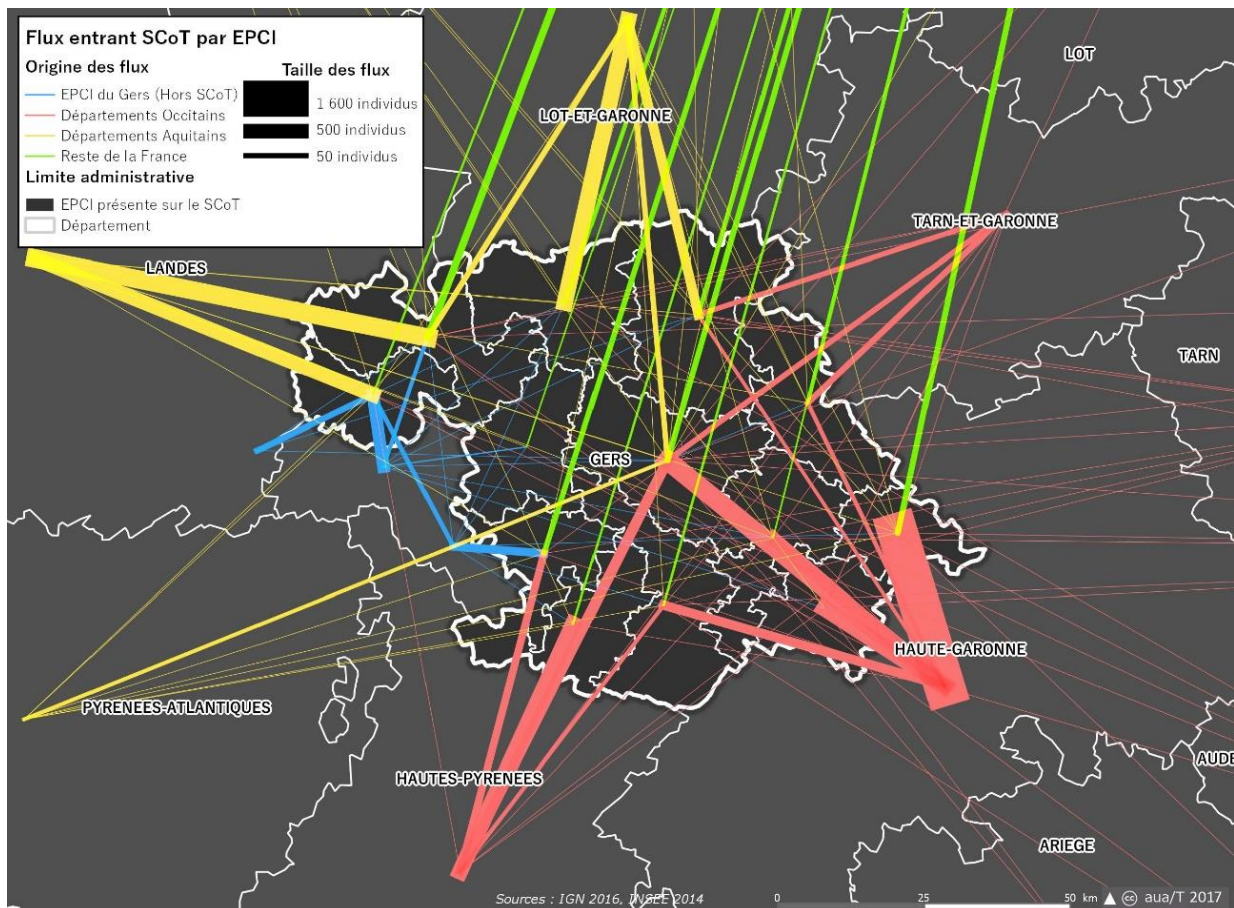 Flux entrant SCoT par EPCI
Origine des flux
EPCI du Gers (Hors SCoT)
Départements Occitains
Départements Aquitains
Reste de la France
Taille des flux
1 600 individus
500 individus
50 individus
Limite administrative
EPCI présente sur le SCoT
Département
LOT
LOT-ET-GARONNE
TARN-ET-GARONNE
LANDES
TARN
GERS
HAUTE-GARONNE
PYRENEES-ATLANTIQUES
HAUTES-PYRENEES
AUDE
ARIEGE
Sources : IGN 2016, INSEE 2014
0 25 50 km
cc aua/T 2017